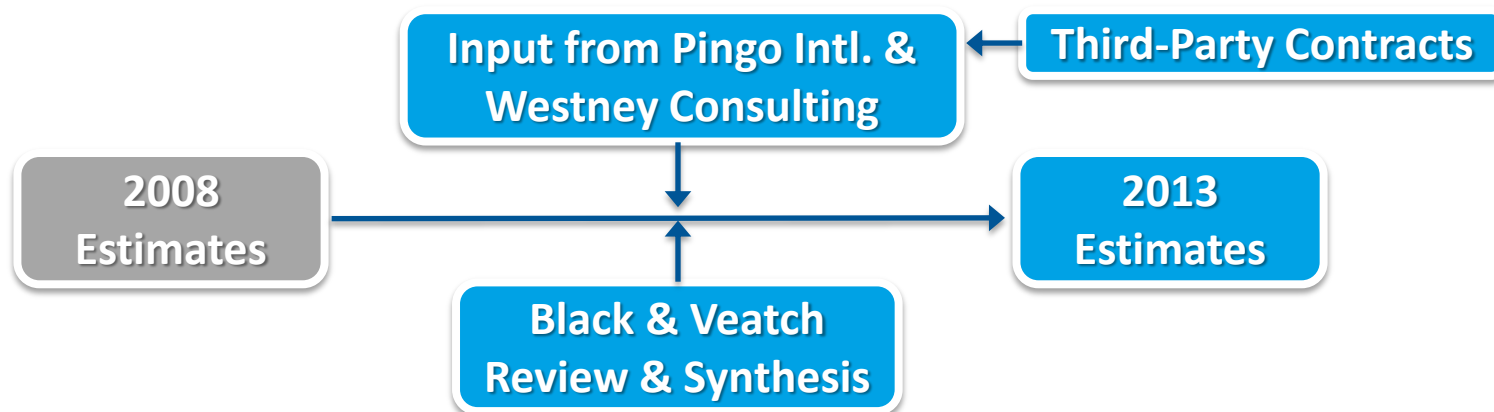 Input from Pingo Intl. &
Westney Consulting
Third-Party Contracts
2008
Estimates
2013
Estimates
Black & Veatch
Review & Synthesis